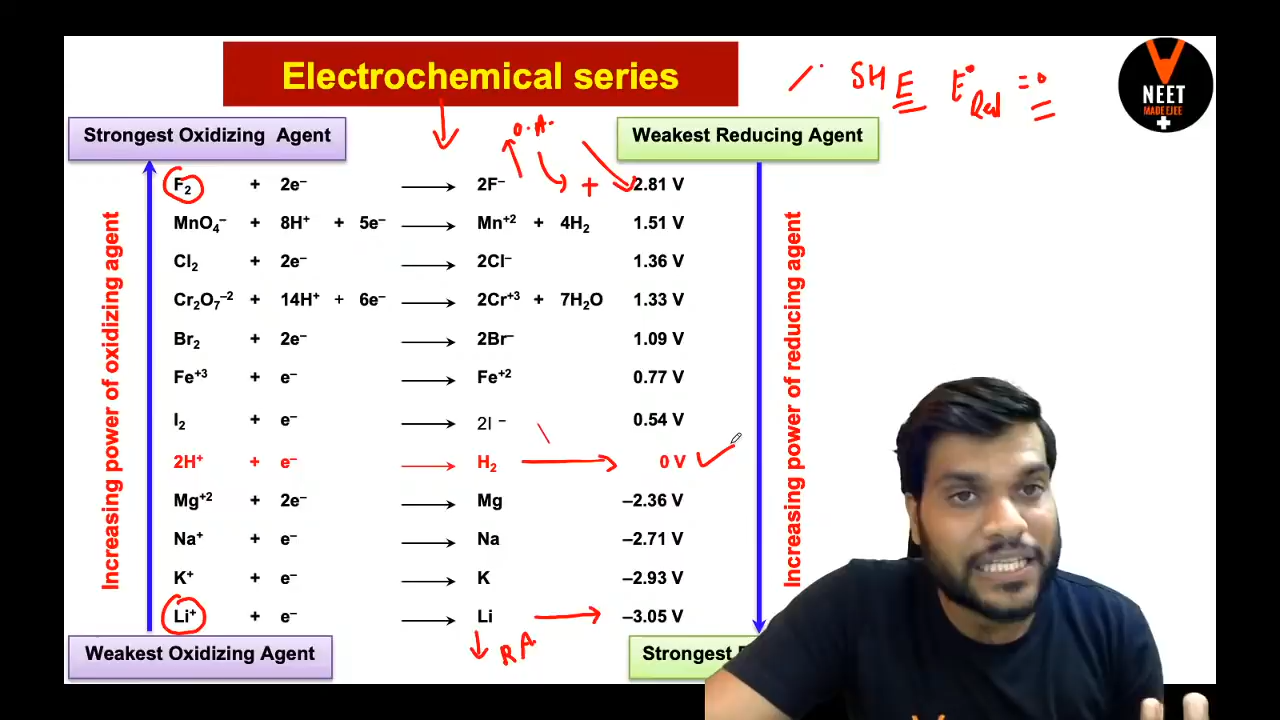 Electrochemical series
SHE E°Red = 0
NEET
MADE EJEE
Strongest Oxidizing Agent
Weakest Reducing Agent
O.A.
F₂ + 2e⁻ → 2F⁻ + 2.81 V
MnO₄⁻ + 8H⁺ + 5e⁻ → Mn⁺² + 4H₂ 1.51 V
Cl₂ + 2e⁻ → 2Cl⁻ 1.36 V
Cr₂O₇⁻² + 14H⁺ + 6e⁻ → 2Cr⁺³ + 7H₂O 1.33 V
Br₂ + 2e⁻ → 2Br⁻ 1.09 V
Fe⁺³ + e⁻ → Fe⁺² 0.77 V
I₂ + e⁻ → 2I⁻ 0.54 V
2H⁺ + e⁻ → H₂ → 0 V ✓
Mg⁺² + 2e⁻ → Mg –2.36 V
Na⁺ + e⁻ → Na –2.71 V
K⁺ + e⁻ → K –2.93 V
Li⁺ + e⁻ → Li → –3.05 V
RA
Increasing power of oxidizing agent
Increasing power of reducing agent
Weakest Oxidizing Agent
Strongest